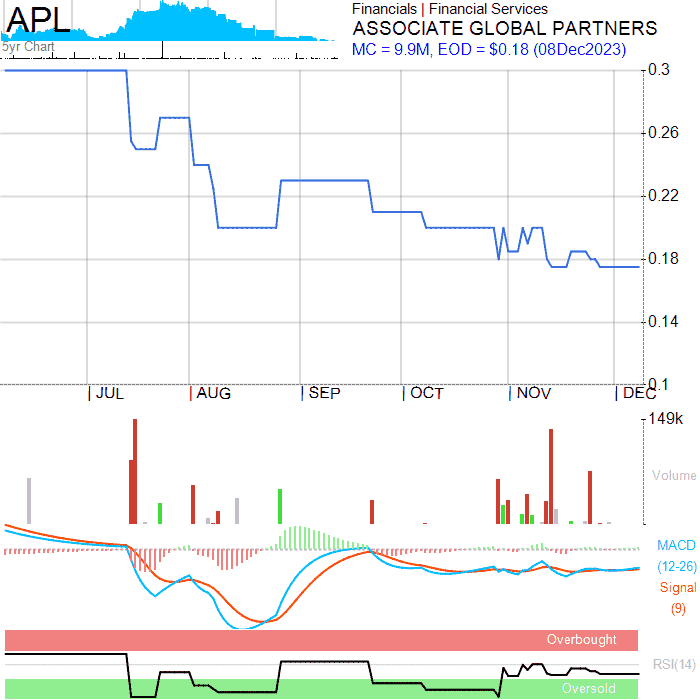 APL
5yr Chart
Financials | Financial Services
ASSOCIATE GLOBAL PARTNERS
MC = 9.9M, EOD = $0.18 (08Dec2023)
0.3
0.26
0.22
0.18
0.14
0.1
JUL AUG SEP OCT NOV DEC
149k
Volume
MACD
(12-26)
Signal
(9)
Overbought
RSI(14)
Oversold